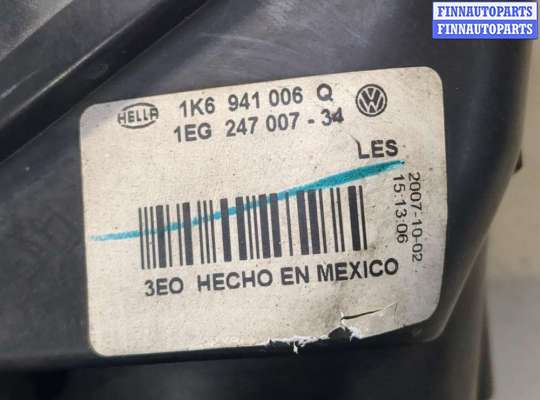 FINNAUTOPARTS
FINNAUTOPARTS
HELLA
1K6 941 006 Q
1EG 247 007 - 34
LES
2007-10-02
15:13:06
3EO HECHO EN MEXICO